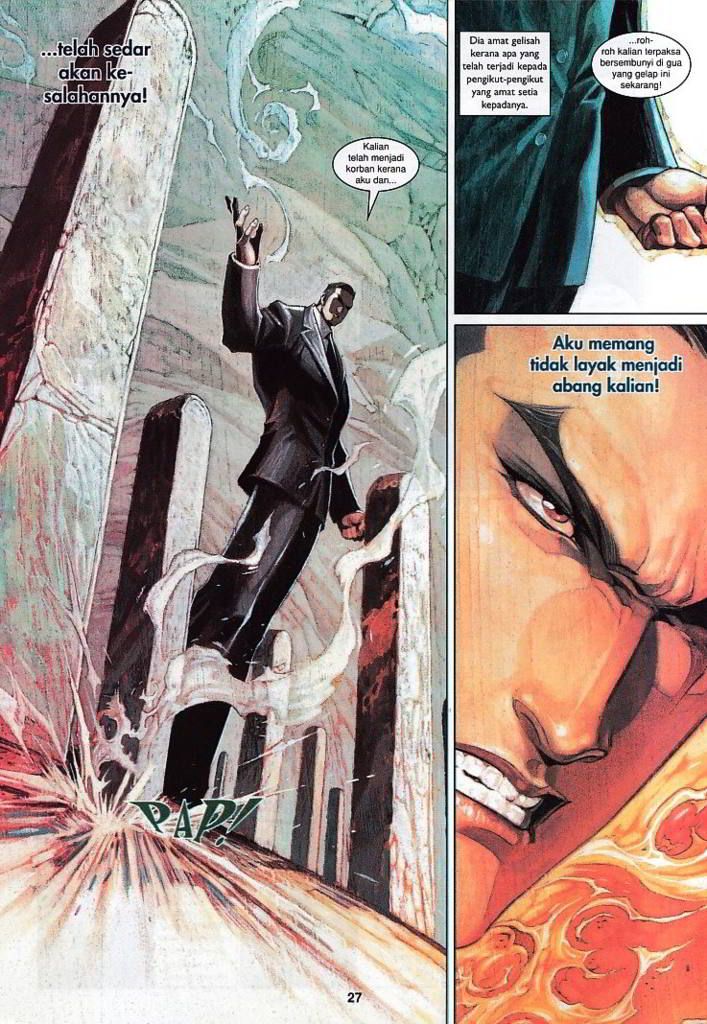 ...telah sedar
akan ke-
salahannya!
Kalian
telah menjadi
korban kerana
aku dan...
PAP!
27
Dia amat gelisah
kerana apa yang
telah terjadi kepada
pengikut-pengikut
yang amat setia
kepadanya.
...roh-
roh kalian terpaksa
bersembunyi di gua
yang gelap ini
sekarang!
Aku memang
tidak layak menjadi
abang kalian!